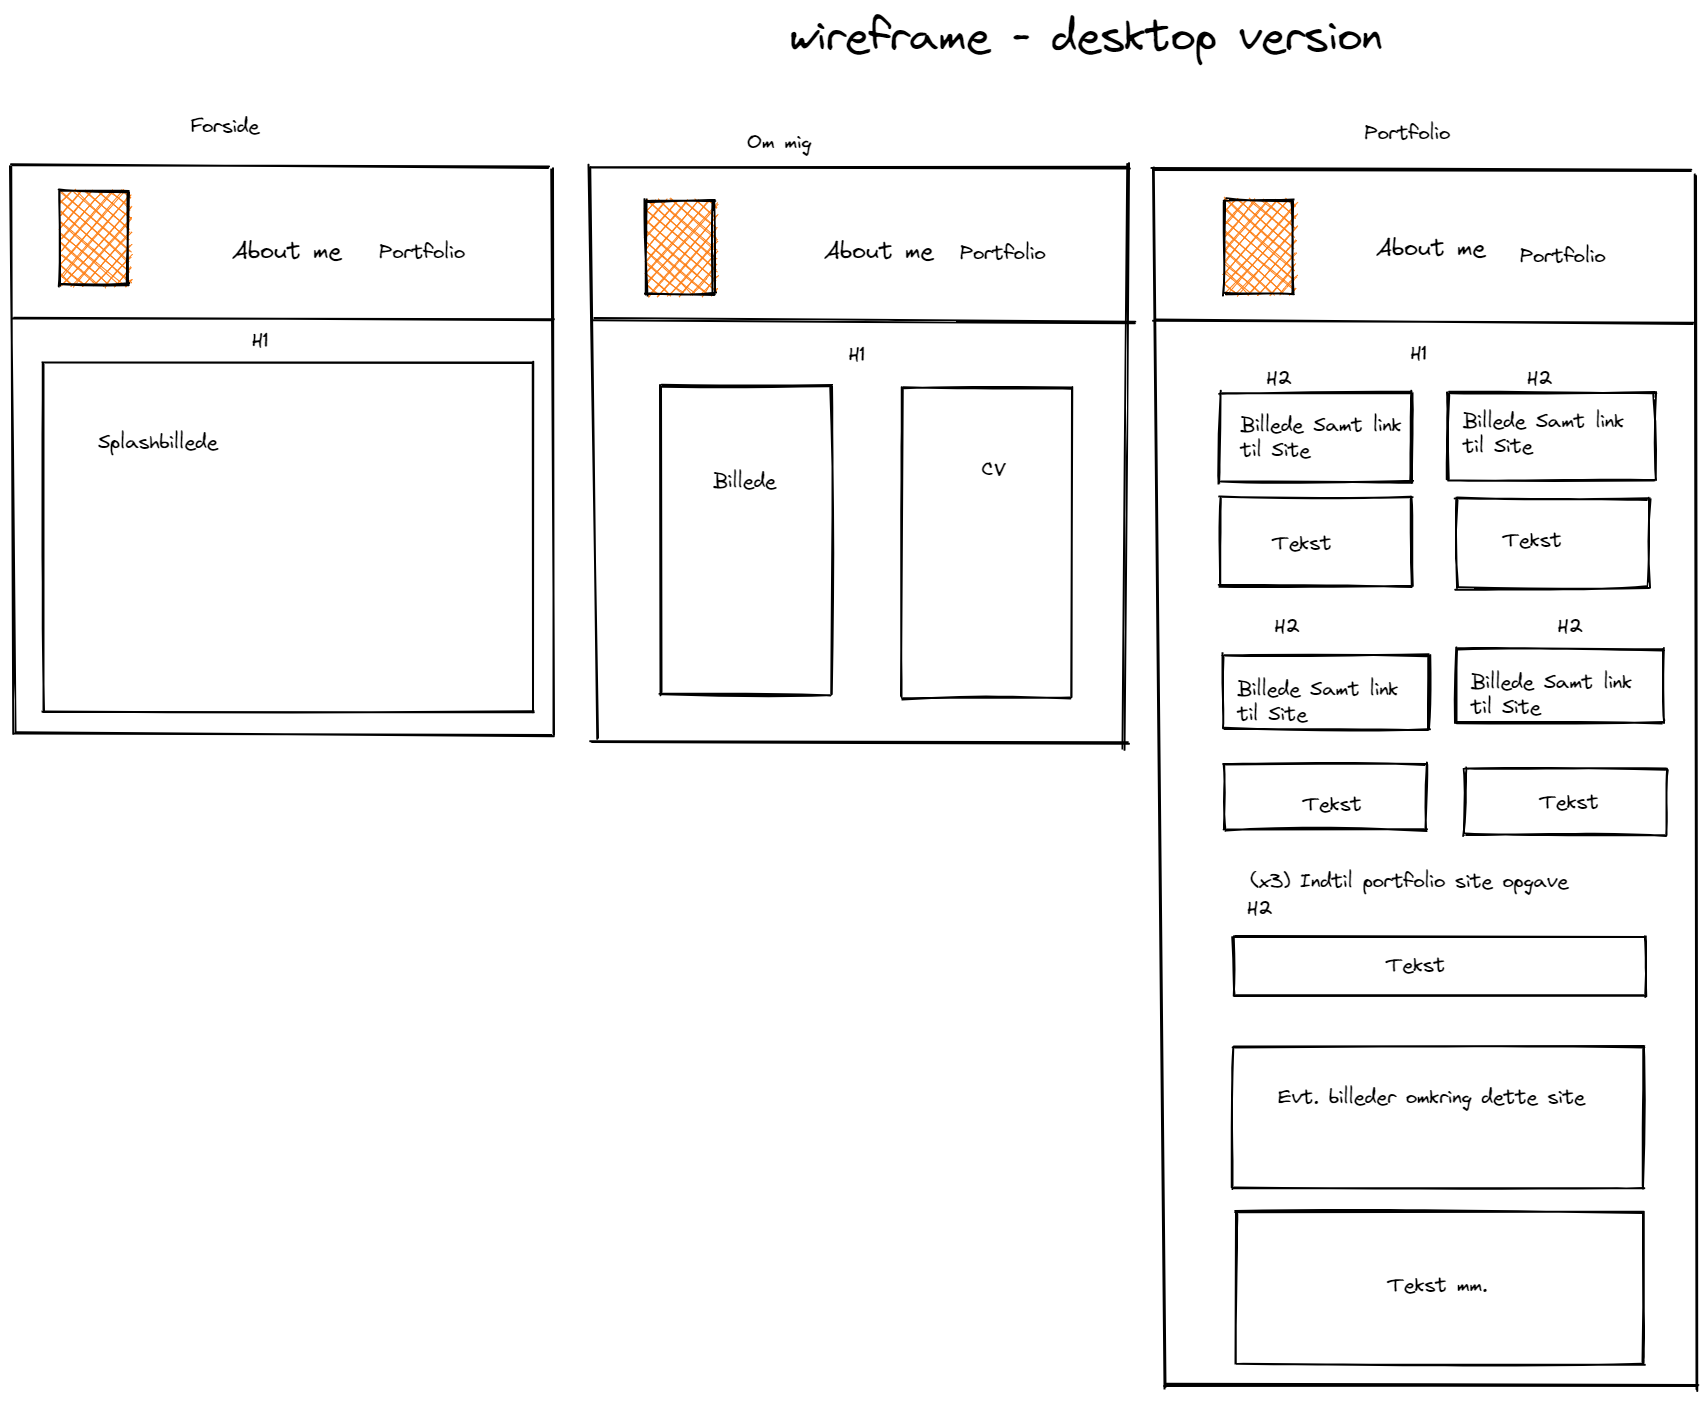 wireframe - desktop version
Forside
About me
Portfolio
H1
Splashbillede
Om mig
About me
Portfolio
H1
Billede
CV
Portfolio
About me
Portfolio
H1
H2
H2
Billede Samt link
til Site
Billede Samt link
til Site
Tekst
Tekst
H2
H2
Billede Samt link
til Site
Billede Samt link
til Site
Tekst
Tekst
(x3) Indtil portfolio site opgave
H2
Tekst
Evt. billeder omkring dette site
Tekst mm.